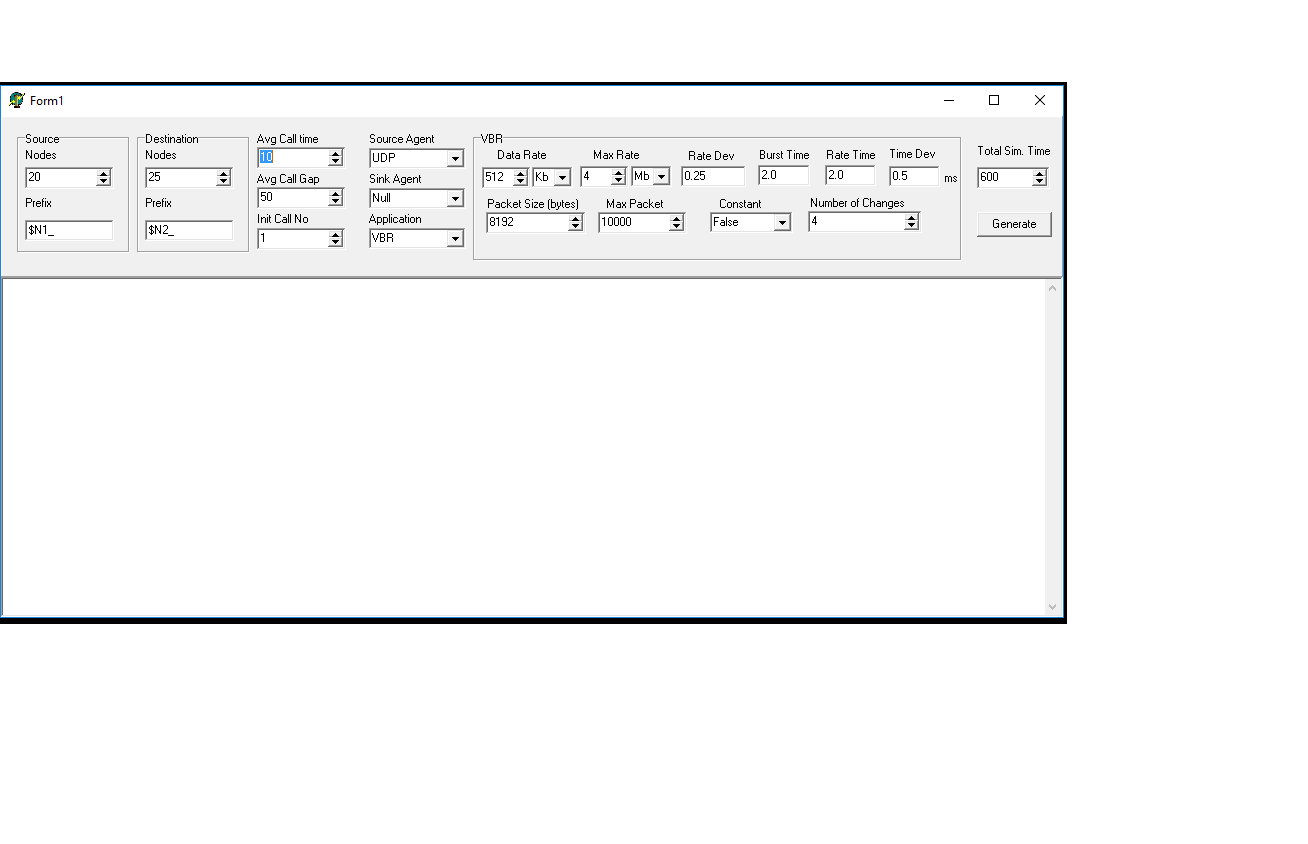 Form1
Source
Nodes
20
Prefix
$N1_
Destination
Nodes
25
Prefix
$N2_
Avg Call time
10
Avg Call Gap
50
Init Call No
1
Source Agent
UDP
Sink Agent
Null
Application
VBR
VBR
Data Rate
512 Kb
Max Rate
4 Mb
Rate Dev
0.25
Burst Time
2.0
Rate Time
2.0
Time Dev
0.5 ms
Packet Size (bytes)
8192
Max Packet
10000
Constant
False
Number of Changes
4
Total Sim. Time
600
Generate